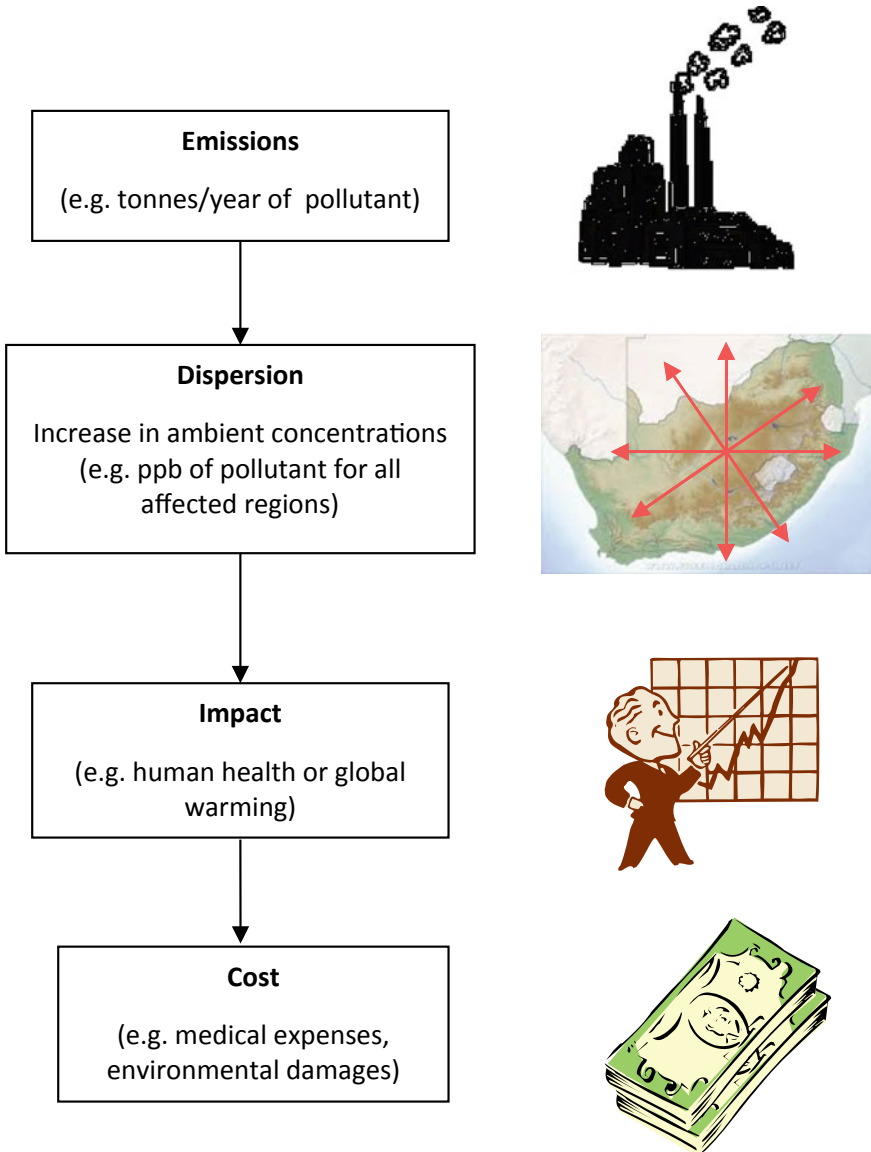 Emissions
(e.g. tonnes/year of pollutant)
Dispersion
Increase in ambient concentrations
(e.g. ppb of pollutant for all
affected regions)
Impact
(e.g. human health or global
warming)
Cost
(e.g. medical expenses,
environmental damages)